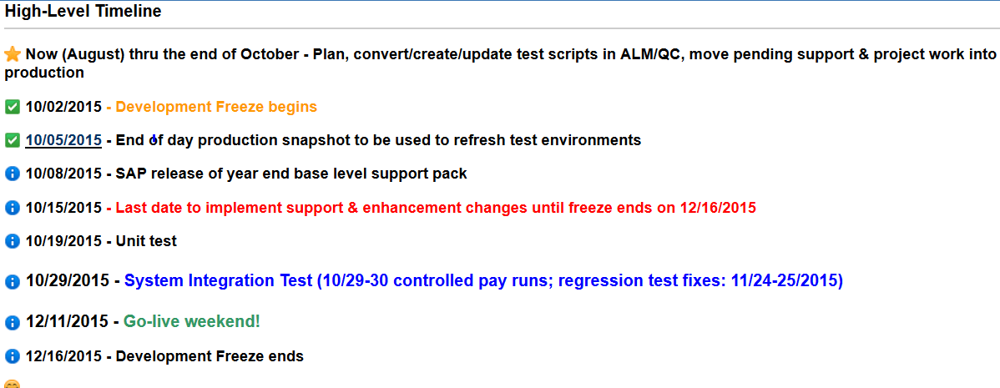 High-Level Timeline
Now (August) thru the end of October - Plan, convert/create/update test scripts in ALM/QC, move pending support & project work into
production
10/02/2015 - Development Freeze begins
10/05/2015 - End of day production snapshot to be used to refresh test environments
10/08/2015 - SAP release of year end base level support pack
10/15/2015 - Last date to implement support & enhancement changes until freeze ends on 12/16/2015
10/19/2015 - Unit test
10/29/2015 - System Integration Test (10/29-30 controlled pay runs; regression test fixes: 11/24-25/2015)
12/11/2015 - Go-live weekend!
12/16/2015 - Development Freeze ends